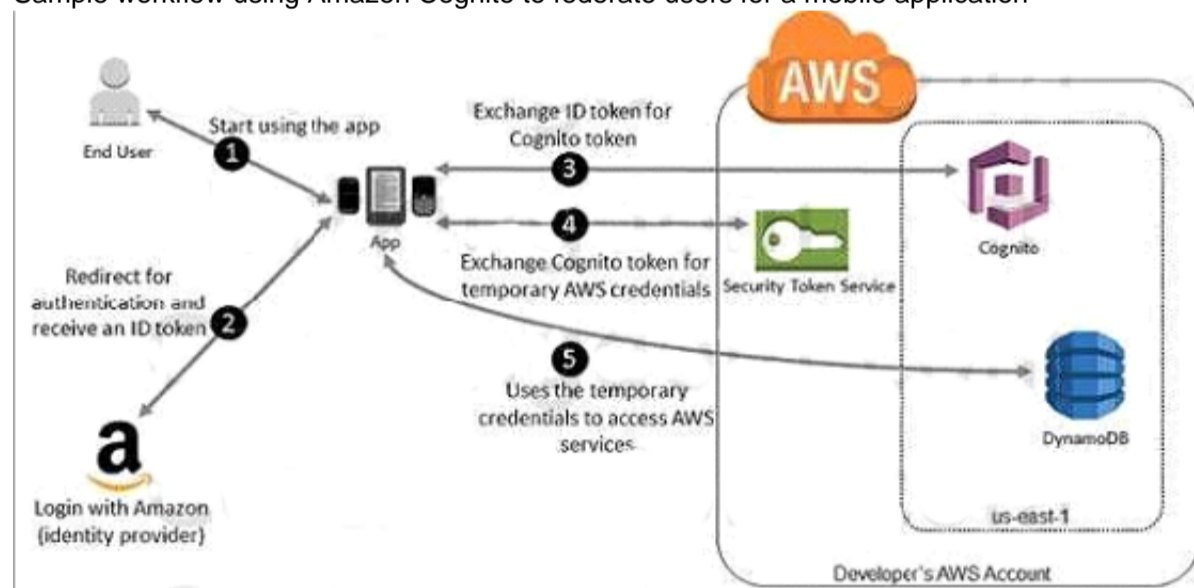 Sample workflow using Amazon Cognito to federate users for a mobile application
AWS
End User
Start using the app
1
Exchange ID token for
Cognito token
3
App
4
Exchange Cognito token for
temporary AWS credentials
Security Token Service
Cognito
Redirect for
authentication and
receive an ID token
2
5
Uses the temporary
credentials to access AWS
services
DynamoDB
a
Login with Amazon
(identity provider)
us-east-1
Developer's AWS Account